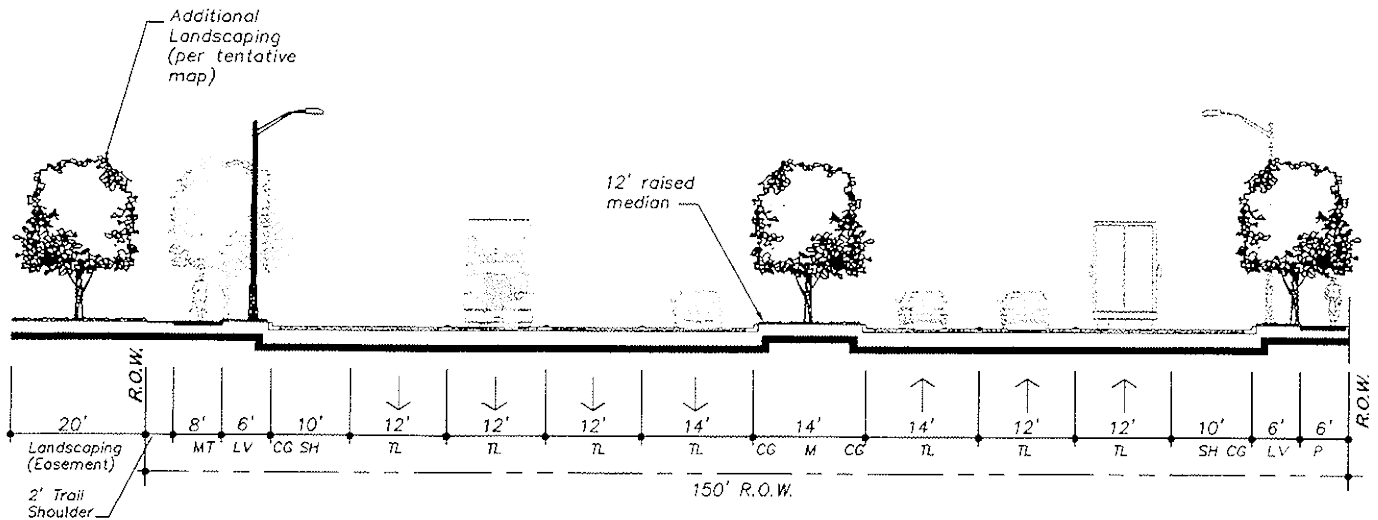 Additional
Landscaping
(per tentative
map)
12' raised
median
R.O.W.
R.O.W.
20' 8' 6' 10' 12' 12' 12' 14' 14' 14' 12' 12' 10' 6' 6'
Landscaping MT LV CG SH TL TL TL TL CG M CG TL TL TL SH CG LV P
(Easement)
150' R.O.W.
2' Trail
Shoulder